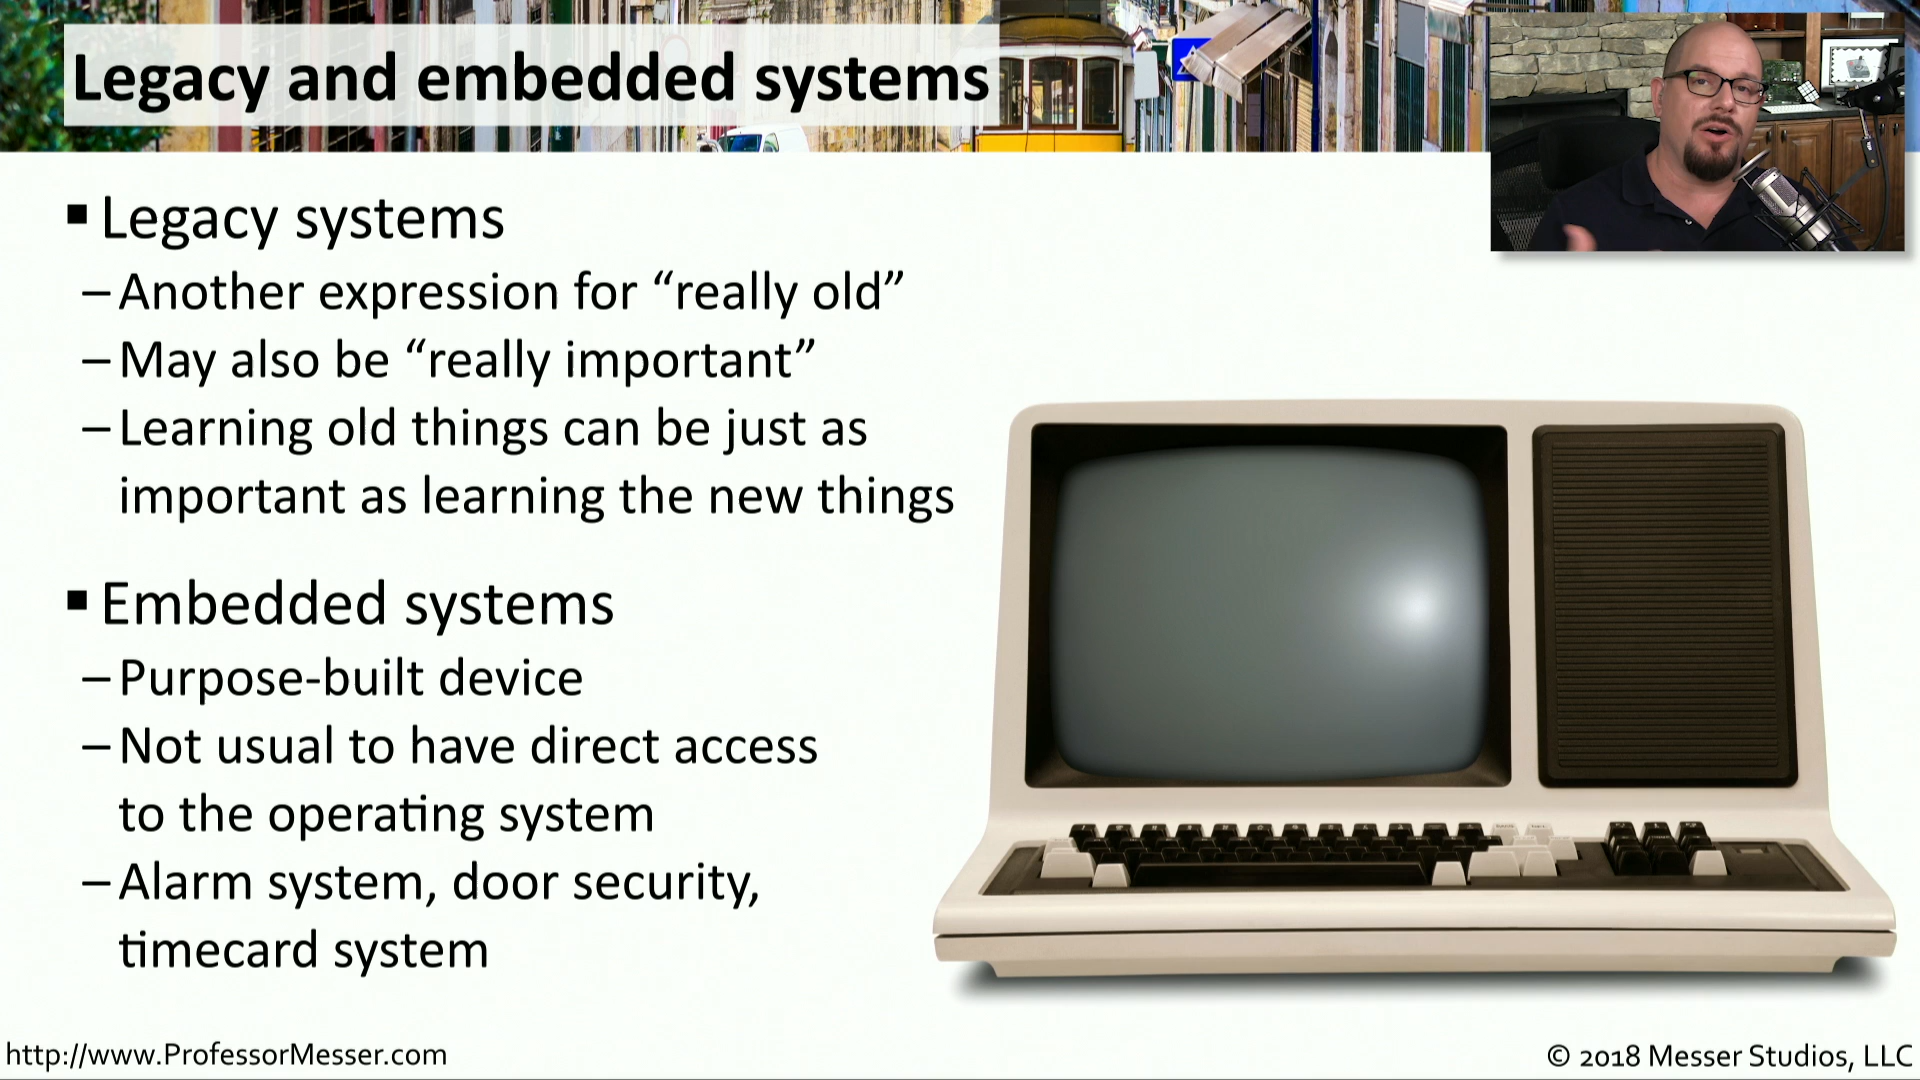 Legacy and embedded systems
▪ Legacy systems
– Another expression for “really old”
– May also be “really important”
– Learning old things can be just as
important as learning the new things
▪ Embedded systems
– Purpose-built device
– Not usual to have direct access
to the operating system
– Alarm system, door security,
timecard system
http://www.ProfessorMesser.com
© 2018 Messer Studios, LLC